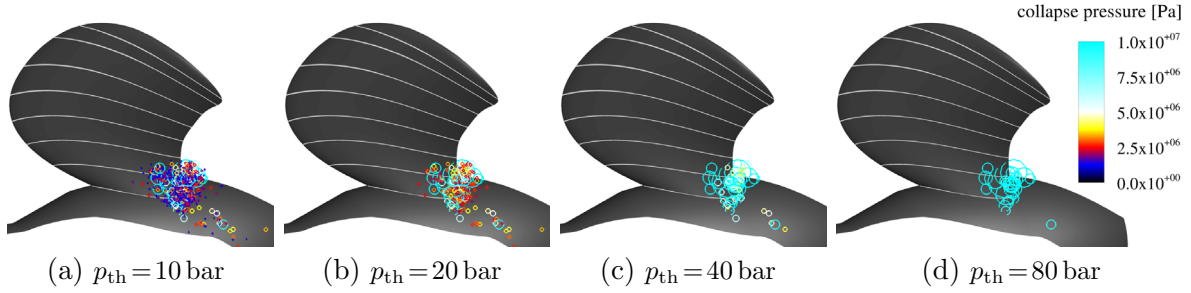 collapse pressure [Pa]
1.0x10⁺⁰⁷
7.5x10⁺⁰⁶
5.0x10⁺⁰⁶
2.5x10⁺⁰⁶
0.0x10⁺⁰⁰
(a) pth = 10 bar
(b) pth = 20 bar
(c) pth = 40 bar
(d) pth = 80 bar